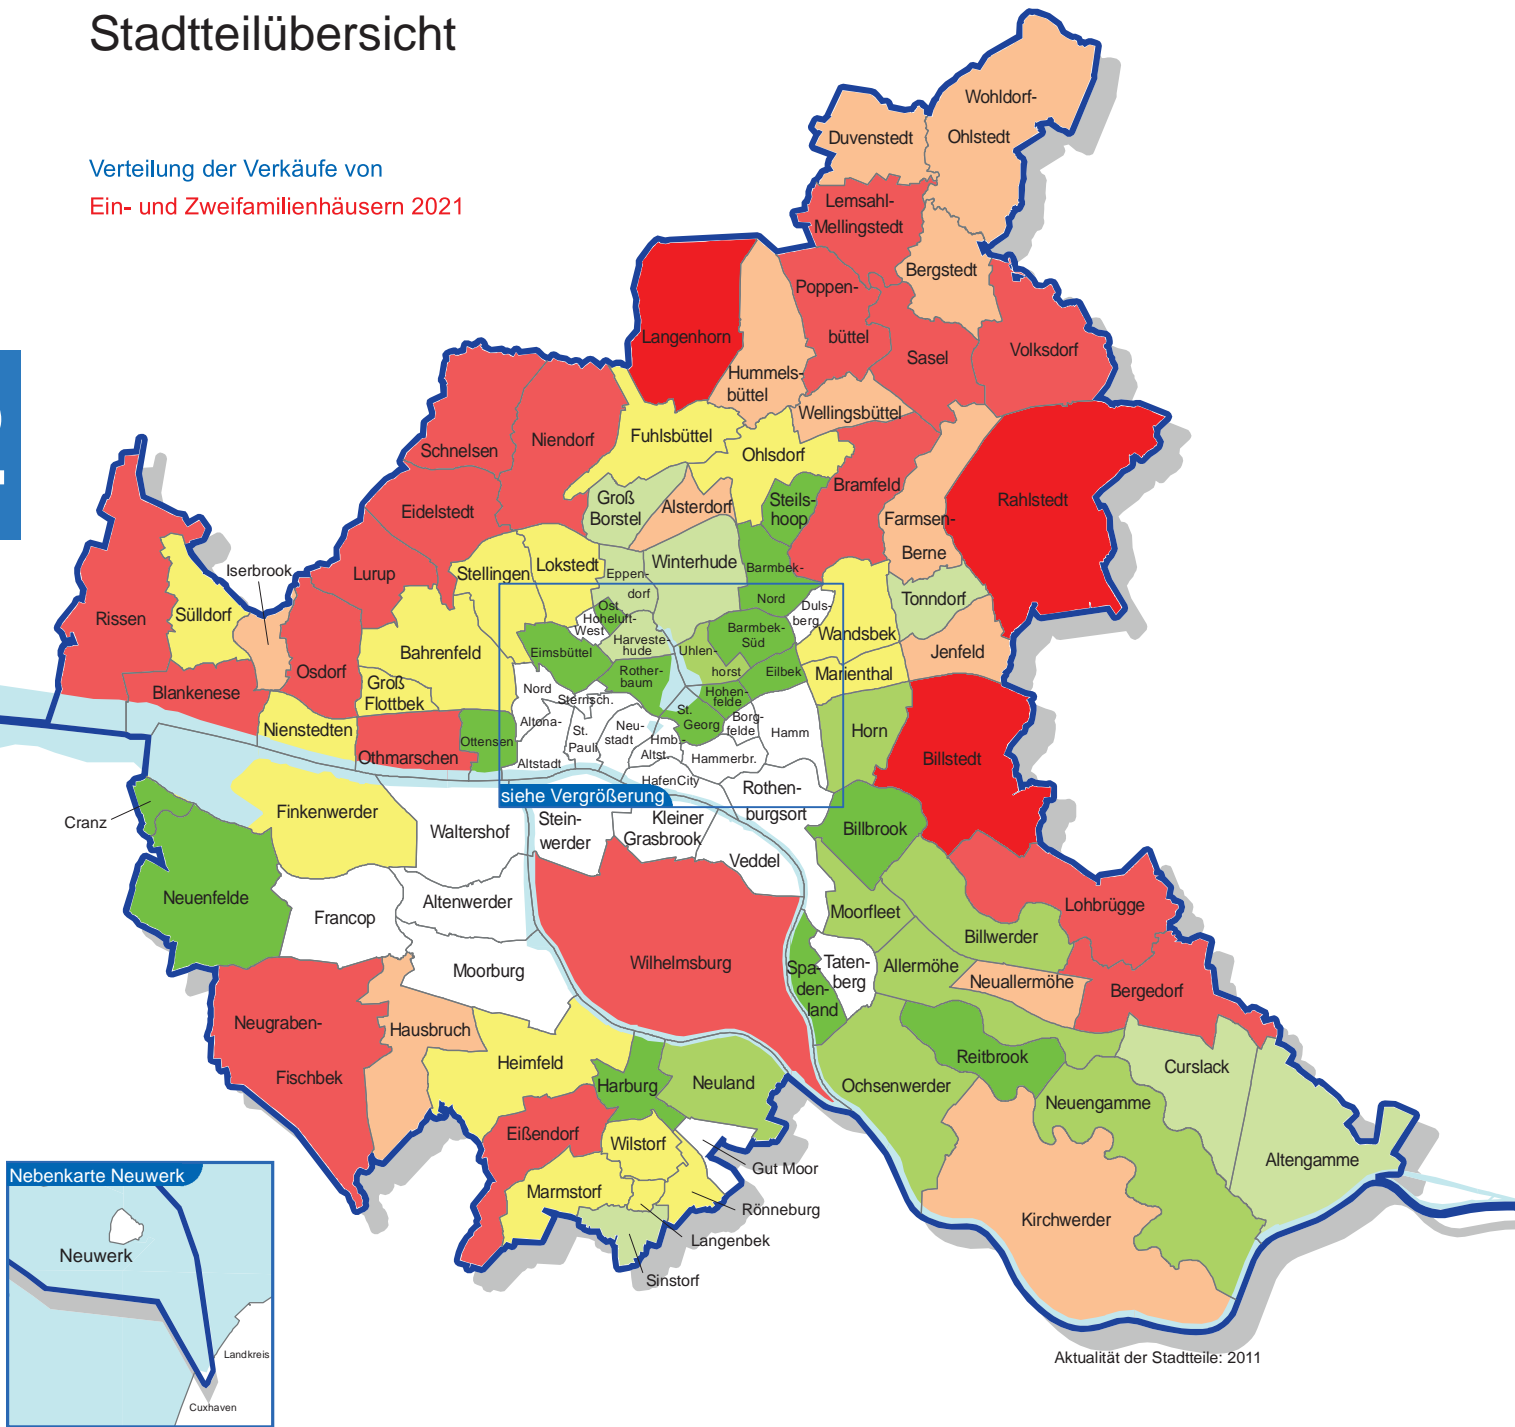 Stadtteilübersicht
Verteilung der Verkäufe von
Ein- und Zweifamilienhäusern 2021
Wohldorf-
Ohlstedt
Duvenstedt
Lemsahl-
Mellingstedt
Bergstedt
Poppen-
büttel
Sasel
Volksdorf
Langenhorn
Hummels-
büttel
Wellingsbüttel
Schnelsen
Niendorf
Fuhlsbüttel
Ohlsdorf
Bramfeld
Rahlstedt
Eidelstedt
Groß
Borstel
Alsterdorf
Steils-
hoop
Farmsen-
Berne
Iserbrook
Lurup
Stellingen
Lokstedt
Eppen-
dorf
Winterhude
Barmbek-
Nord
Tonndorf
Rissen
Sülldorf
Ost
Hoheluft-
West
Duls-
berg
Wandsbek
Harveste-
hude
Barmbek-
Süd
Jenfeld
Bahrenfeld
Eimsbüttel
Uhlen-
horst
Osdorf
Rother-
baum
Eilbek
Marienthal
Blankenese
Groß
Flottbek
Nord
Altona-
Altstadt
Sternsch.
Hohen-
felde
St.
Georg
Borg-
felde
Hamm
Horn
Nienstedten
Ottensen
St.
Pauli
Neu-
stadt
Hmb.-
Altst.
Hammerbr.
Othmarschen
Billstedt
HafenCity
siehe Vergrößerung
Rothen-
burgsort
Cranz
Finkenwerder
Waltershof
Stein-
werder
Kleiner
Grasbrook
Veddel
Billbrook
Neuenfelde
Francop
Altenwerder
Moorfleet
Lohbrügge
Billwerder
Moorburg
Wilhelmsburg
Spa-
den-
land
Taten-
berg
Allermöhe
Neuallermöhe
Bergedorf
Neugraben-
Fischbek
Hausbruch
Heimfeld
Harburg
Neuland
Ochsenwerder
Reitbrook
Curslack
Neuengamme
Eißendorf
Wilstorf
Gut Moor
Altengamme
Marmstorf
Rönneburg
Langenbek
Sinstorf
Kirchwerder
Nebenkarte Neuwerk
Neuwerk
Landkreis
Cuxhaven
Aktualität der Stadtteile: 2011